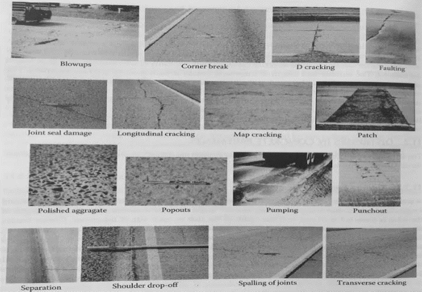 Blowups
Corner break
D cracking
Faulting
Joint seal damage
Longitudinal cracking
Map cracking
Patch
Polished aggragate
Popouts
Pumping
Punchout
Separation
Shoulder drop-off
Spalling of joints
Transverse cracking